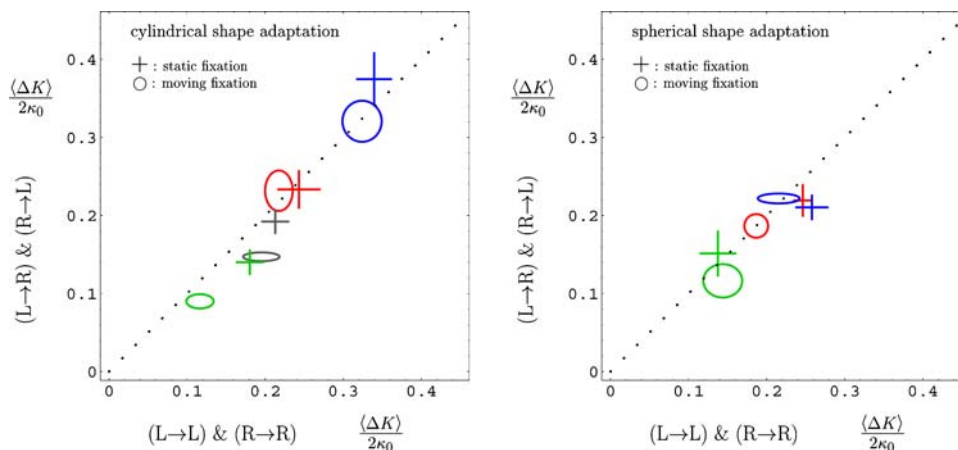 cylindrical shape adaptation
+ : static fixation
○ : moving fixation
⟨ΔK⟩
2κ₀
(L→R) & (R→L)
0.4
0.3
0.2
0.1
0
0
0.1
0.2
0.3
0.4
(L→L) & (R→R)
⟨ΔK⟩
2κ₀
spherical shape adaptation
+ : static fixation
○ : moving fixation
⟨ΔK⟩
2κ₀
(L→R) & (R→L)
0.4
0.3
0.2
0.1
0
0
0.1
0.2
0.3
0.4
(L→L) & (R→R)
⟨ΔK⟩
2κ₀